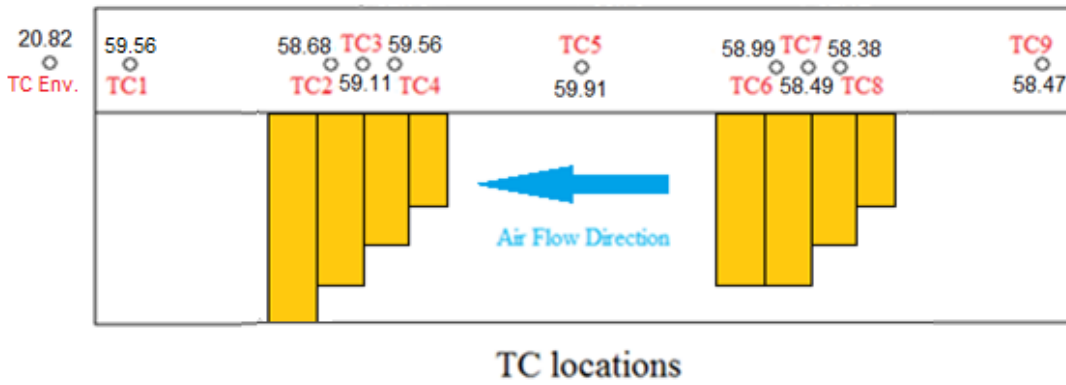 20.82
TC Env.
59.56
TC1
58.68
TC2
TC3
59.11
59.56
TC4
TC5
59.91
58.99
TC6
TC7
58.49
58.38
TC8
TC9
58.47
Air Flow Direction
TC locations